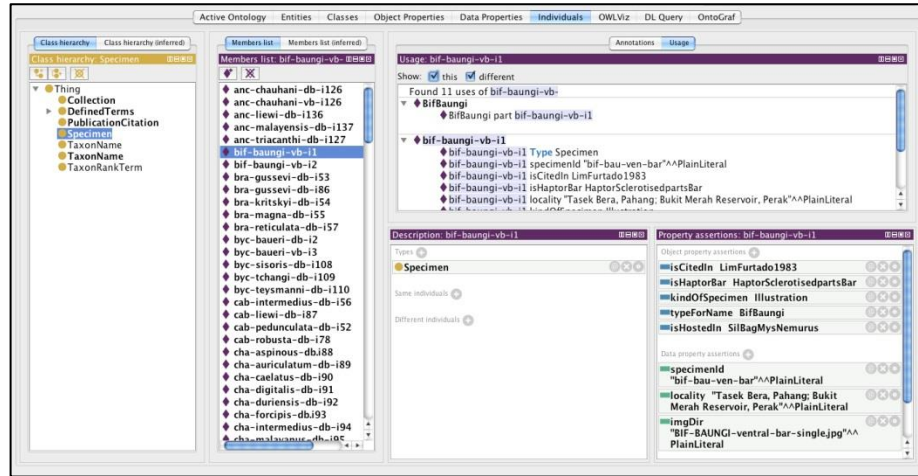 Active Ontology Entities Classes Object Properties Data Properties Individuals OWLViz DL Query OntoGraf
Class hierarchy Class hierarchy (inferred)
Class hierarchy: Specimen
Thing
Collection
DefinedTerms
PublicationCitation
Specimen
TaxonName
TaxonName
TaxonRankTerm
Members list Members list (inferred)
Members list: bif-baungi-vb-
anc-chauhani-db-i126
anc-chauhani-vb-i126
anc-liewi-db-i136
anc-malayensis-db-i137
anc-triacanthi-db-i127
bif-baungi-vb-i1
bif-baungi-vb-i2
bra-gussevi-db-i53
bra-gussevi-db-i86
bra-kritskyi-db-i54
bra-magna-db-i55
bra-reticulata-db-i57
byc-baueri-db-i2
byc-baueri-vb-i3
byc-sisoris-db-i108
byc-tchangi-db-i109
byc-teysmanni-db-i110
cab-intermedius-db-i56
cab-liewi-db-i87
cab-pedunculata-db-i52
cab-robusta-db-i78
cha-aspinous-db.i88
cha-auriculatum-db-i89
cha-caelatus-db-i90
cha-digitalis-db-i91
cha-duriensis-db-i92
cha-forcipis-db.i93
cha-fusiformis-db-i94
cha-malayanus-db-i95
Annotations Usage
Usage: bif-baungi-vb-i1
Show: this different
Found 11 uses of bif-baungi-vb-
BifBaungi
BifBaungi part bif-baungi-vb-i1
bif-baungi-vb-i1
bif-baungi-vb-i1 Type Specimen
bif-baungi-vb-i1 specimenId "bif-bau-ven-bar"^^PlainLiteral
bif-baungi-vb-i1 isCitedIn LimFurtado1983
bif-baungi-vb-i1 isHaptorBar HaptorSclerotisedpartsBar
bif-baungi-vb-i1 locality "Tasek Bera, Pahang; Bukit Merah Reservoir, Perak"^^PlainLiteral
bif-baungi-vb-i1 kindOfSpecimen Illustration
Description: bif-baungi-vb-i1
Types
Specimen
Same individuals
Different individuals
Property assertions: bif-baungi-vb-i1
Object property assertions
isCitedIn LimFurtado1983
isHaptorBar HaptorSclerotisedpartsBar
kindOfSpecimen Illustration
typeForName BifBaungi
isHostedIn SilBagMysNemurus
Data property assertions
specimenId
"bif-bau-ven-bar"^^PlainLiteral
locality "Tasek Bera, Pahang; Bukit
Merah Reservoir, Perak"^^PlainLiteral
imgDir
"BIF-BAUNGI-ventral-bar-single.jpg"^^
PlainLiteral